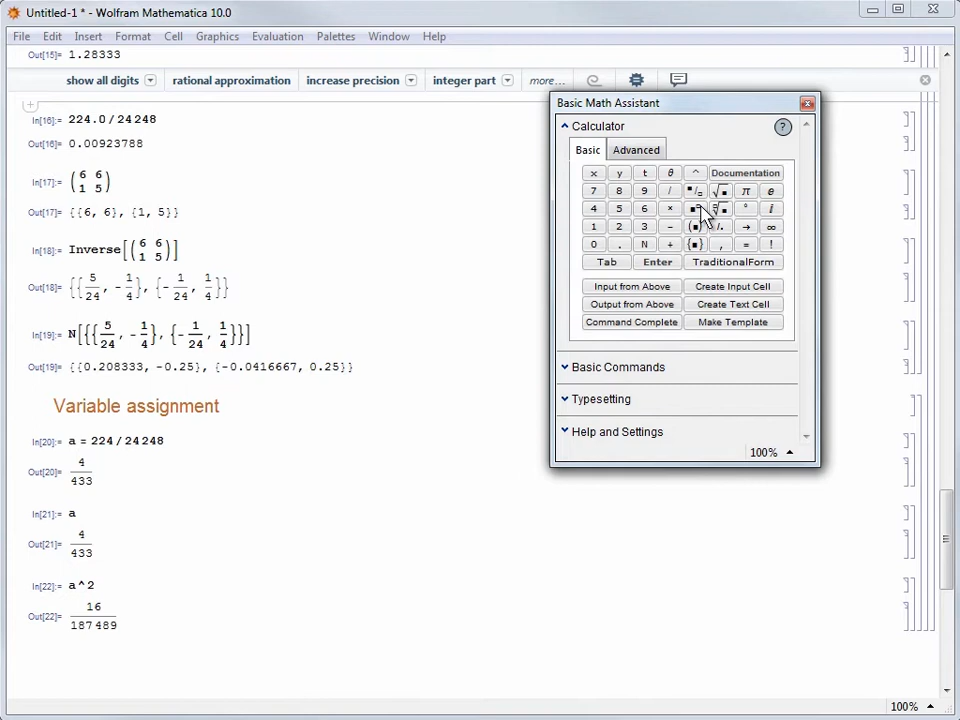 Untitled-1 * - Wolfram Mathematica 10.0
File Edit Insert Format Cell Graphics Evaluation Palettes Window Help
Out[15]= 1.28333
show all digits rational approximation increase precision integer part more...
In[16]:= 224.0/24248
Out[16]= 0.00923788
In[17]:= (6 6
1 5)
Out[17]= {{6, 6}, {1, 5}}
In[18]:= Inverse[(6 6
1 5)]
Out[18]= {{5/24, -1/4}, {-1/24, 1/4}}
In[19]:= N[{{5/24, -1/4}, {-1/24, 1/4}}]
Out[19]= {{0.208333, -0.25}, {-0.0416667, 0.25}}
Variable assignment
In[20]:= a = 224/24248
Out[20]= 4
433
In[21]:= a
Out[21]= 4
433
In[22]:= a^2
Out[22]= 16
187489
Basic Math Assistant
Calculator ?
Basic Advanced
x y t θ ^ Documentation
7 8 9 / ■/□ √■ π e
4 5 6 × √■ ° i
1 2 3 - (■) /. → ∞
0 . N + {■} , = !
Tab Enter TraditionalForm
Input from Above Create Input Cell
Output from Above Create Text Cell
Command Complete Make Template
Basic Commands
Typesetting
Help and Settings
100%
100%